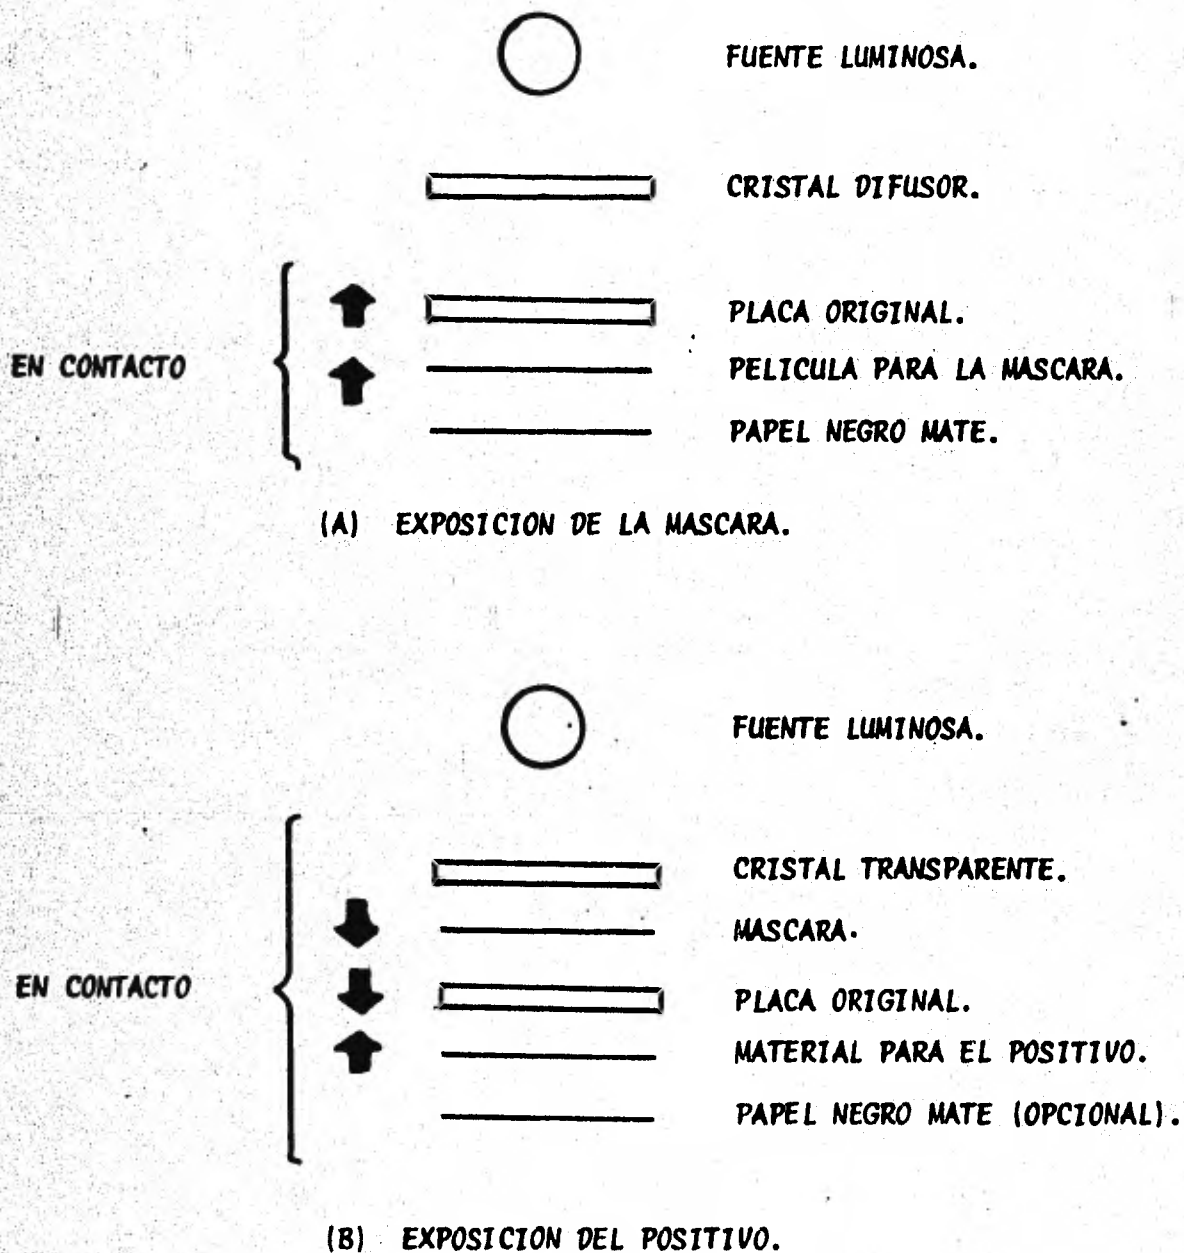 FUENTE LUMINOSA.
CRISTAL DIFUSOR.
PLACA ORIGINAL.
EN CONTACTO
PELICULA PARA LA MASCARA.
PAPEL NEGRO MATE.
(A) EXPOSICION DE LA MASCARA.
FUENTE LUMINOSA.
CRISTAL TRANSPARENTE.
MASCARA.
EN CONTACTO
PLACA ORIGINAL.
MATERIAL PARA EL POSITIVO.
PAPEL NEGRO MATE (OPCIONAL).
(B) EXPOSICION DEL POSITIVO.